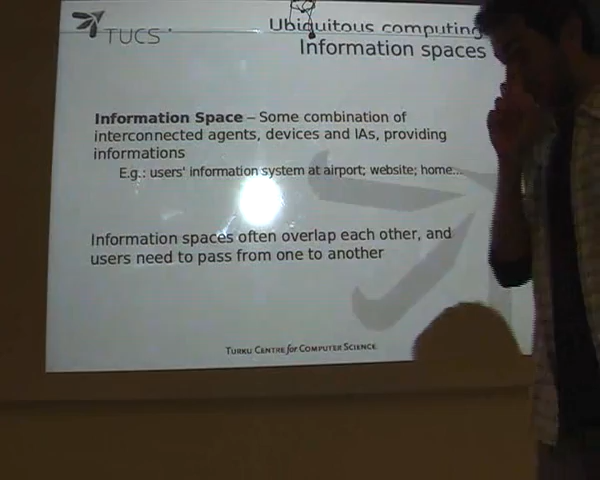 TUCS
Ubiquitous computing
Information spaces
Information Space – Some combination of
interconnected agents, devices and IAs, providing
informations
E.g.: users' information system at airport; website; home...
Information spaces often overlap each other, and
users need to pass from one to another
TURKU CENTRE for COMPUTER SCIENCE